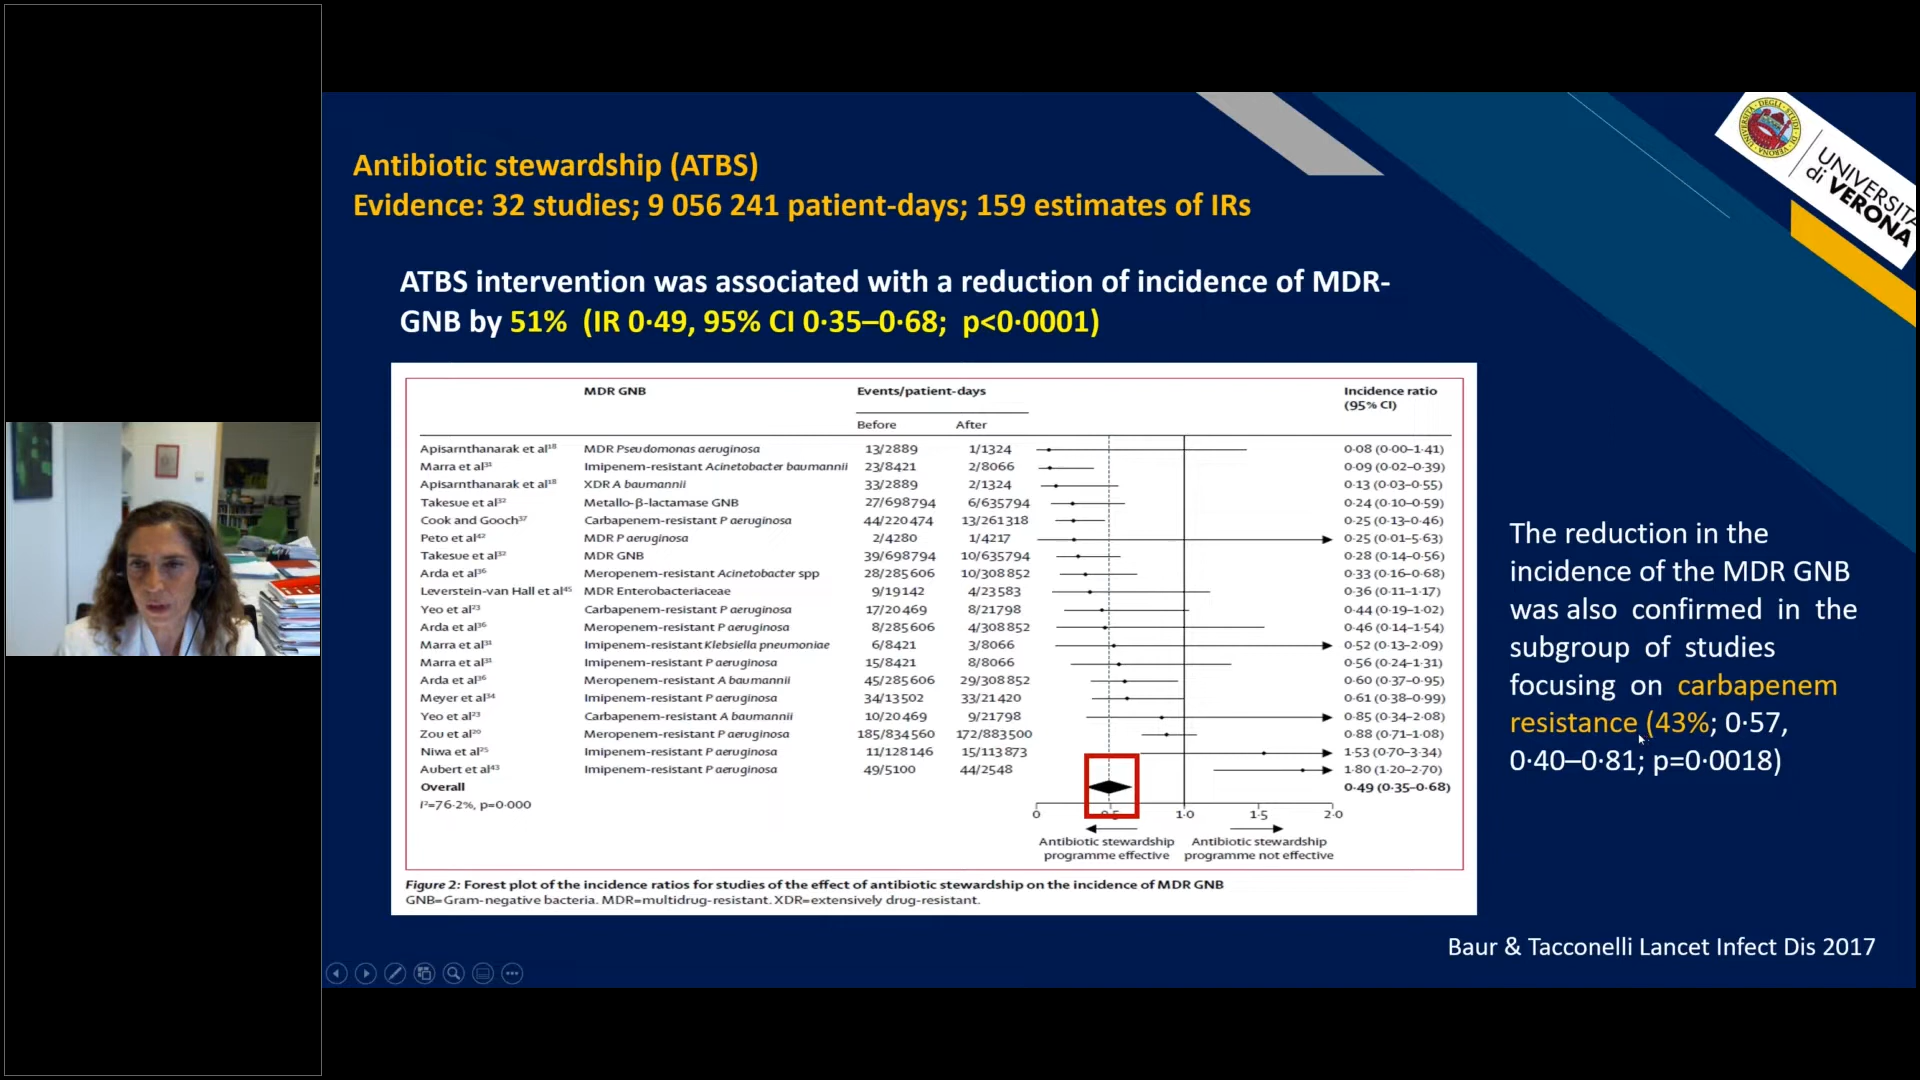 Antibiotic stewardship (ATBS)
Evidence: 32 studies; 9 056 241 patient-days; 159 estimates of IRs
UNIVERSITÀ
di VERONA
ATBS intervention was associated with a reduction of incidence of MDR-
GNB by 51% (IR 0·49, 95% CI 0·35–0·68; p<0·0001)
MDR GNB Events/patient-days Incidence ratio
(95% CI)
Before After
Apisarnthanarak et al¹⁸ MDR Pseudomonas aeruginosa 13/2889 1/1324 0·08 (0·00–1·41)
Marra et al³¹ Imipenem-resistant Acinetobacter baumannii 23/8421 2/8066 0·09 (0·02–0·39)
Apisarnthanarak et al¹⁸ XDR A baumannii 33/2889 2/1324 0·13 (0·03–0·55)
Takesue et al³² Metallo-β-lactamase GNB 27/698794 6/635794 0·24 (0·10–0·59)
Cook and Gooch³⁷ Carbapenem-resistant P aeruginosa 44/220474 13/261318 0·25 (0·13–0·46)
Peto et al⁴² MDR P aeruginosa 2/4280 1/4217 0·25 (0·01–5·63)
Takesue et al³² MDR GNB 39/698794 10/635794 0·28 (0·14–0·56)
Arda et al³⁶ Meropenem-resistant Acinetobacter spp 28/285606 10/308852 0·33 (0·16–0·68)
Leverstein-van Hall et al⁴⁵ MDR Enterobacteriaceae 9/19142 4/23583 0·36 (0·11–1·17)
Yeo et al²³ Carbapenem-resistant P aeruginosa 17/20469 8/21798 0·44 (0·19–1·02)
Arda et al³⁶ Meropenem-resistant P aeruginosa 8/285606 4/308852 0·46 (0·14–1·54)
Marra et al³¹ Imipenem-resistant Klebsiella pneumoniae 6/8421 3/8066 0·52 (0·13–2·09)
Marra et al³¹ Imipenem-resistant P aeruginosa 15/8421 8/8066 0·56 (0·24–1·31)
Arda et al³⁶ Meropenem-resistant A baumannii 45/285606 29/308852 0·60 (0·37–0·95)
Meyer et al³⁴ Imipenem-resistant P aeruginosa 34/13502 33/21420 0·61 (0·38–0·99)
Yeo et al²³ Carbapenem-resistant A baumannii 10/20469 9/21798 0·85 (0·34–2·08)
Zou et al²⁰ Meropenem-resistant P aeruginosa 185/834560 172/883500 0·88 (0·71–1·08)
Niwa et al²⁵ Imipenem-resistant P aeruginosa 11/128146 15/113873 1·53 (0·70–3·34)
Aubert et al⁴³ Imipenem-resistant P aeruginosa 49/5100 44/2548 1·80 (1·20–2·70)
Overall 0·49 (0·35–0·68)
I²=76·2%, p=0·000
0 0·5 1·0 1·5 2·0
Antibiotic stewardship Antibiotic stewardship
programme effective programme not effective
Figure 2: Forest plot of the incidence ratios for studies of the effect of antibiotic stewardship on the incidence of MDR GNB
GNB=Gram-negative bacteria. MDR=multidrug-resistant. XDR=extensively drug-resistant.
The reduction in the
incidence of the MDR GNB
was also confirmed in the
subgroup of studies
focusing on carbapenem
resistance (43%; 0·57,
0·40–0·81; p=0·0018)
Baur & Tacconelli Lancet Infect Dis 2017